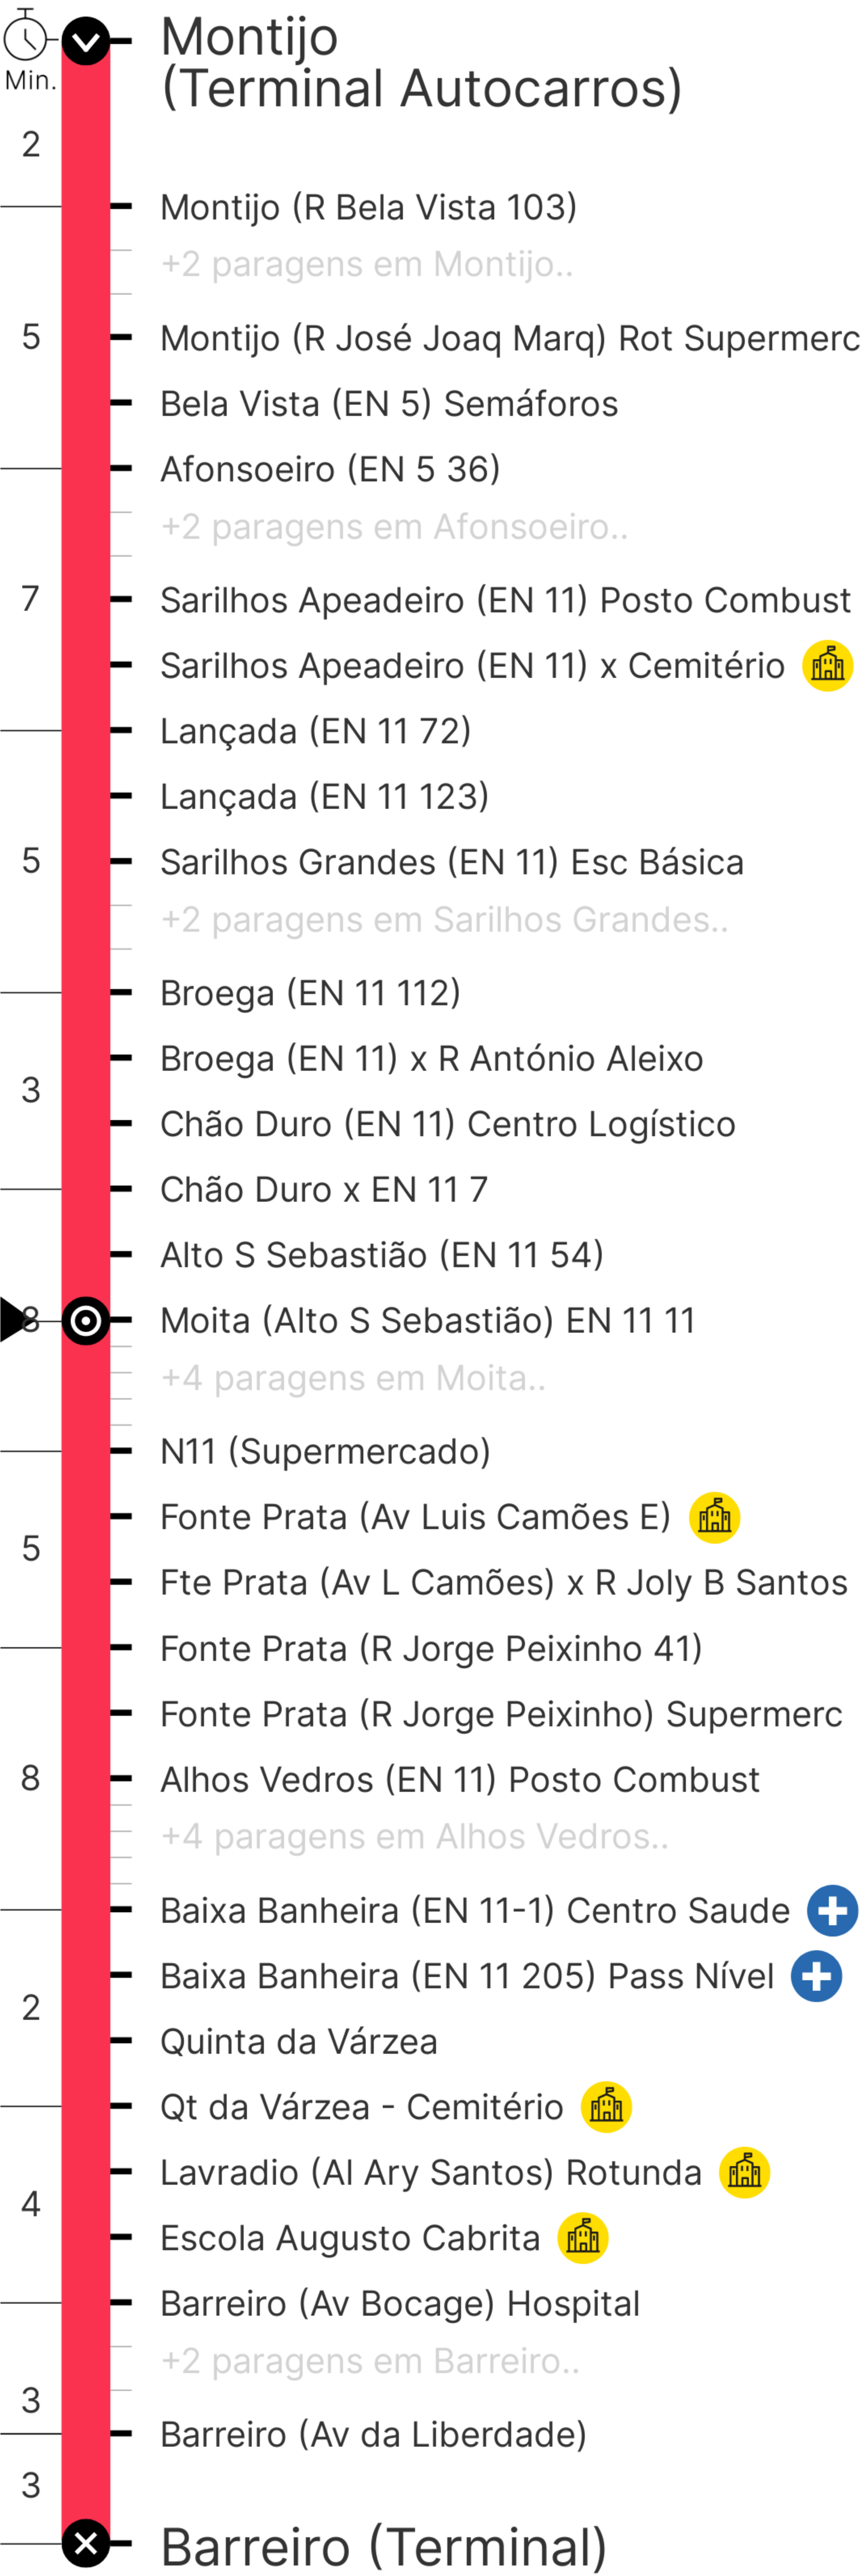 Min.
Montijo
(Terminal Autocarros)
2
Montijo (R Bela Vista 103)
+2 paragens em Montijo..
5
Montijo (R José Joaq Marq) Rot Supermerc
Bela Vista (EN 5) Semáforos
Afonsoeiro (EN 5 36)
+2 paragens em Afonsoeiro..
7
Sarilhos Apeadeiro (EN 11) Posto Combust
Sarilhos Apeadeiro (EN 11) x Cemitério
Lançada (EN 11 72)
Lançada (EN 11 123)
5
Sarilhos Grandes (EN 11) Esc Básica
+2 paragens em Sarilhos Grandes..
Broega (EN 11 112)
Broega (EN 11) x R António Aleixo
3
Chão Duro (EN 11) Centro Logístico
Chão Duro x EN 11 7
Alto S Sebastião (EN 11 54)
8
Moita (Alto S Sebastião) EN 11 11
+4 paragens em Moita..
N11 (Supermercado)
Fonte Prata (Av Luis Camões E)
5
Fte Prata (Av L Camões) x R Joly B Santos
Fonte Prata (R Jorge Peixinho 41)
Fonte Prata (R Jorge Peixinho) Supermerc
8
Alhos Vedros (EN 11) Posto Combust
+4 paragens em Alhos Vedros..
Baixa Banheira (EN 11-1) Centro Saude
Baixa Banheira (EN 11 205) Pass Nível
2
Quinta da Várzea
Qt da Várzea - Cemitério
Lavradio (Al Ary Santos) Rotunda
4
Escola Augusto Cabrita
Barreiro (Av Bocage) Hospital
+2 paragens em Barreiro..
3
Barreiro (Av da Liberdade)
3
Barreiro (Terminal)